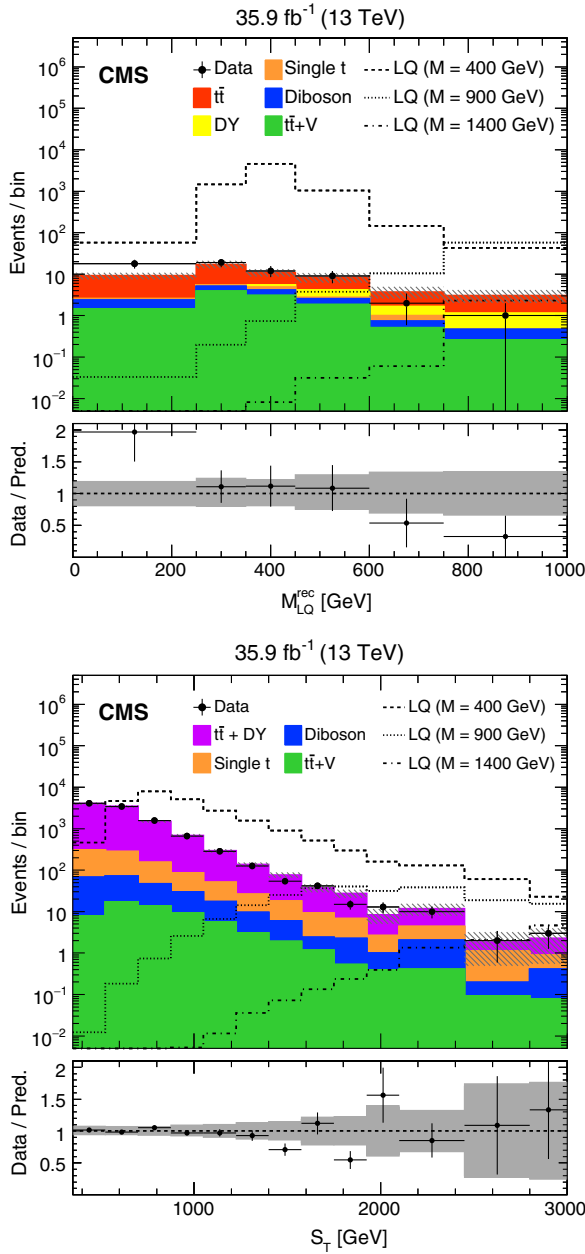 35.9 fb⁻¹ (13 TeV)
CMS
Data
Single t
LQ (M = 400 GeV)
tt̄
Diboson
LQ (M = 900 GeV)
DY
tt̄+V
LQ (M = 1400 GeV)
Events / bin
10⁶
10⁵
10⁴
10³
10²
10
1
10⁻¹
10⁻²
Data / Pred.
2
1.5
1
0.5
0 200 400 600 800 1000
M_LQ^rec [GeV]
35.9 fb⁻¹ (13 TeV)
CMS
Data
LQ (M = 400 GeV)
tt̄ + DY
Diboson
LQ (M = 900 GeV)
Single t
tt̄+V
LQ (M = 1400 GeV)
Events / bin
10⁶
10⁵
10⁴
10³
10²
10
1
10⁻¹
10⁻²
Data / Pred.
2
1.5
1
0.5
1000 2000 3000
S_T [GeV]